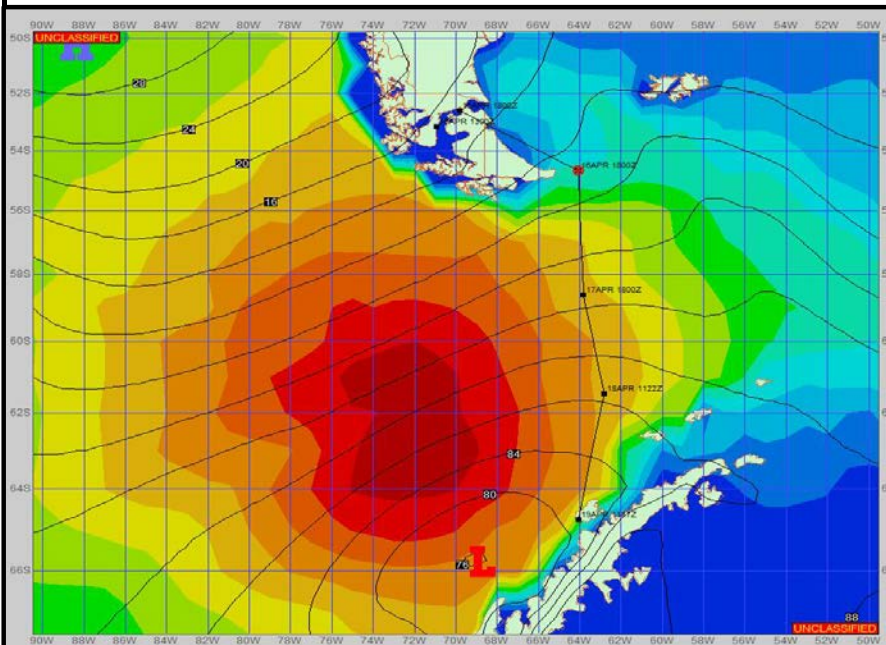 90W 88W 86W 84W 82W 80W 78W 76W 74W 72W 70W 68W 66W 64W 62W 60W 58W 56W 54W 52W 50W
UNCLASSIFIED
50S
H
52S
54S
56S
58S
60S
62S
64S
66S
20
24
20
16
1800Z
16APR 1800Z
17APR 1800Z
18APR 1122Z
84
80
76
L
88
UNCLASSIFIED
90W 88W 86W 84W 82W 80W 78W 76W 74W 72W 70W 68W 66W 64W 62W 60W 58W 56W 54W 52W 50W